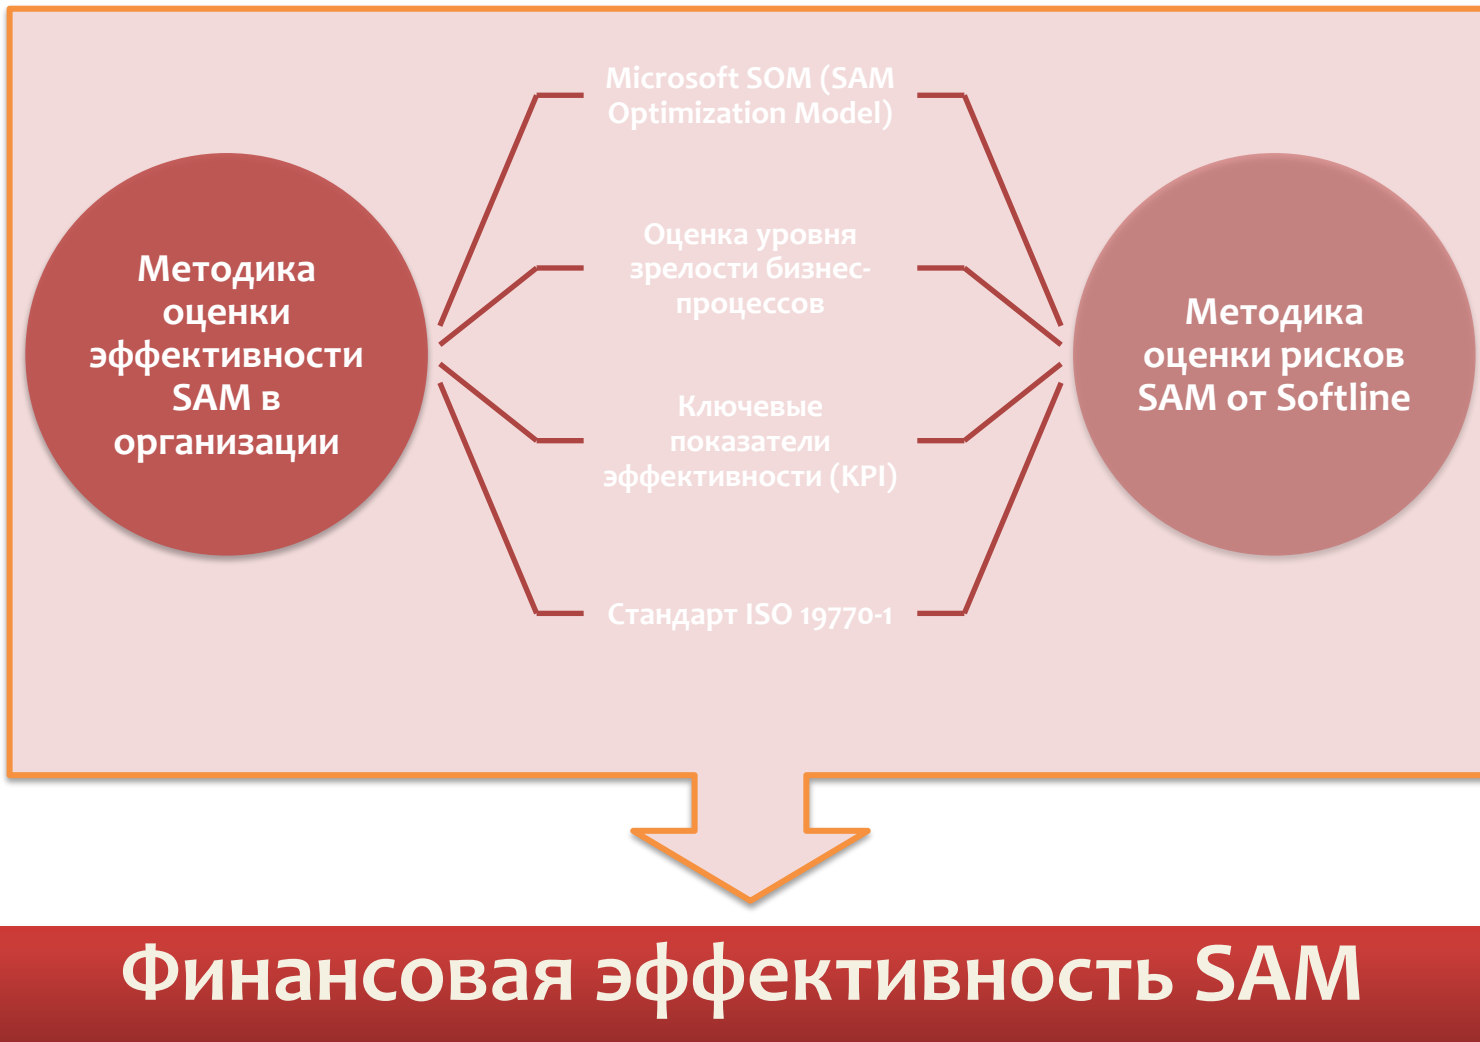 Методика
оценки
эффективности
SAM в
организации
Microsoft SOM (SAM
Optimization Model)
Оценка уровня
зрелости бизнес-
процессов
Ключевые
показатели
эффективности (KPI)
Стандарт ISO 19770-1
Методика
оценки рисков
SAM от Softline
Финансовая эффективность SAM